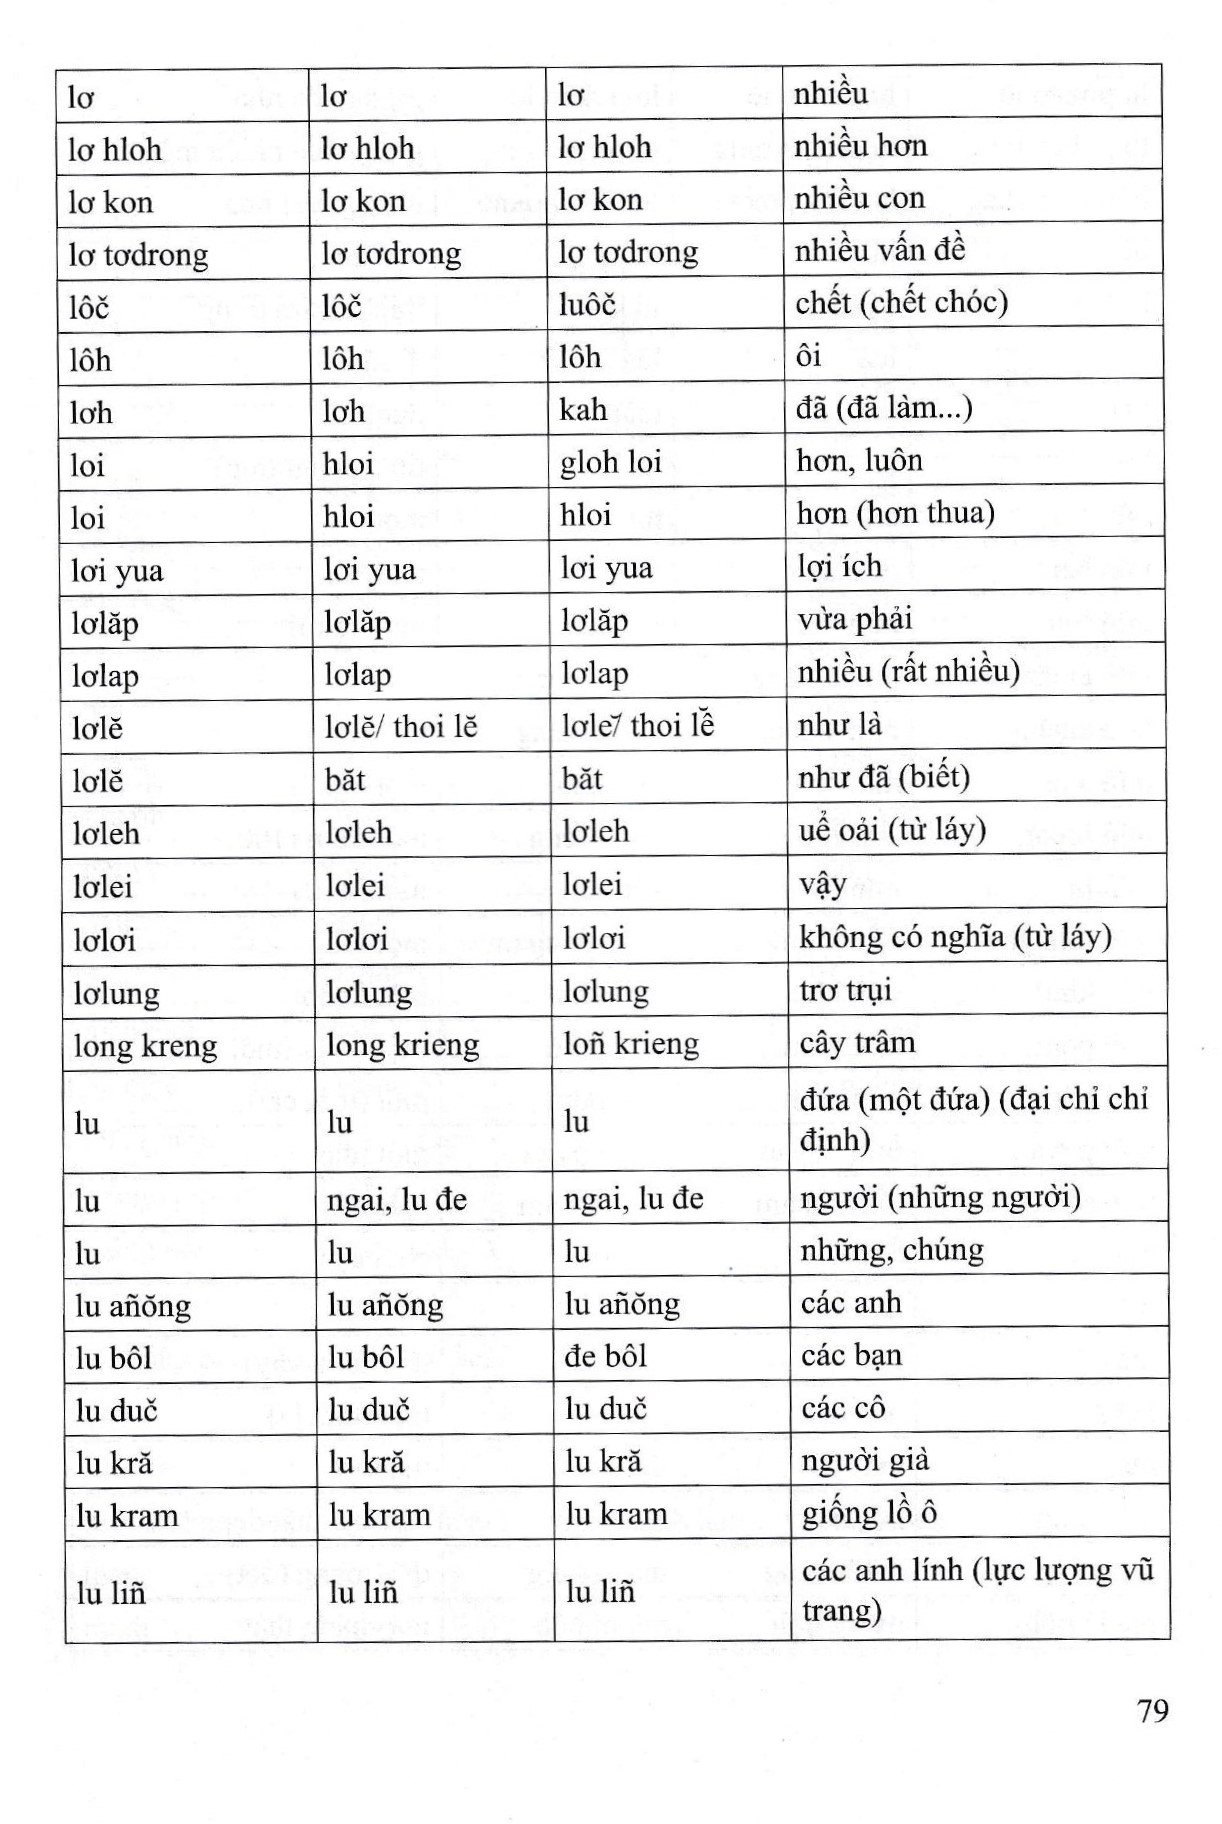 lơ lơ lơ nhiều
lơ hloh lơ hloh lơ hloh nhiều hơn
lơ kon lơ kon lơ kon nhiều con
lơ tơdrong lơ tơdrong lơ tơdrong nhiều vấn đề
lôč lôč luôč chết (chết chóc)
lôh lôh lôh ôi
lơh lơh kah đã (đã làm...)
loi hloi gloh loi hơn, luôn
loi hloi hloi hơn (hơn thua)
lơi yua lơi yua lơi yua lợi ích
lơlăp lơlăp lơlăp vừa phải
lơlap lơlap lơlap nhiều (rất nhiều)
lơlĕ lơlĕ/ thoi lĕ lơlĕ/ thoi lê̆ như là
lơlĕ băt băt như đã (biết)
lơleh lơleh lơleh uể oải (từ láy)
lơlei lơlei lơlei vậy
lơlơi lơlơi lơlơi không có nghĩa (từ láy)
lơlung lơlung lơlung trơ trụi
long kreng long krieng loñ krieng cây trâm
lu lu lu đứa (một đứa) (đại chỉ chỉ
định)
lu ngai, lu đe ngai, lu đe người (những người)
lu lu lu những, chúng
lu añŏng lu añŏng lu añŏng các anh
lu bôl lu bôl đe bôl các bạn
lu duč lu duč lu duč các cô
lu kră lu kră lu kră người già
lu kram lu kram lu kram giống lồ ô
lu liñ lu liñ lu liñ các anh lính (lực lượng vũ
trang)
79